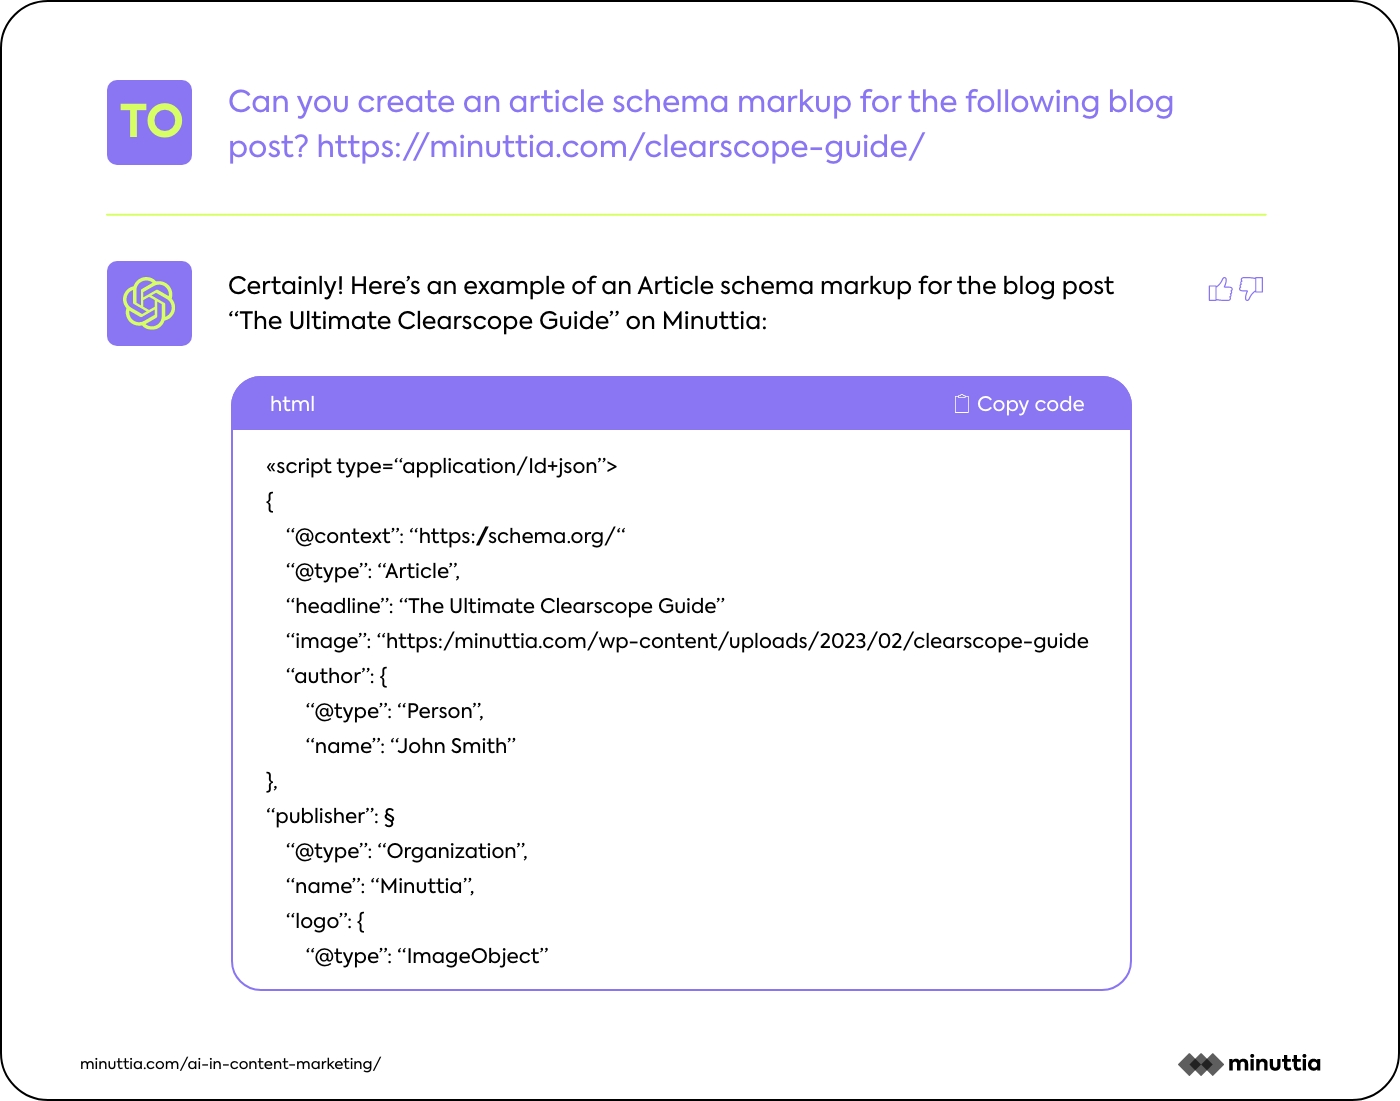 TO
Can you create an article schema markup for the following blog
post? https://minuttia.com/clearscope-guide/
Certainly! Here’s an example of an Article schema markup for the blog post
“The Ultimate Clearscope Guide” on Minuttia:
html
Copy code
«script type=“application/ld+json”>
{
“@context”: “https://schema.org/“
“@type”: “Article”,
“headline”: “The Ultimate Clearscope Guide”
“image”: “https:/minuttia.com/wp-content/uploads/2023/02/clearscope-guide
“author”: {
“@type”: “Person”,
“name”: “John Smith”
},
“publisher”: §
“@type”: “Organization”,
“name”: “Minuttia”,
“logo”: {
“@type”: “ImageObject”
minuttia.com/ai-in-content-marketing/
minuttia